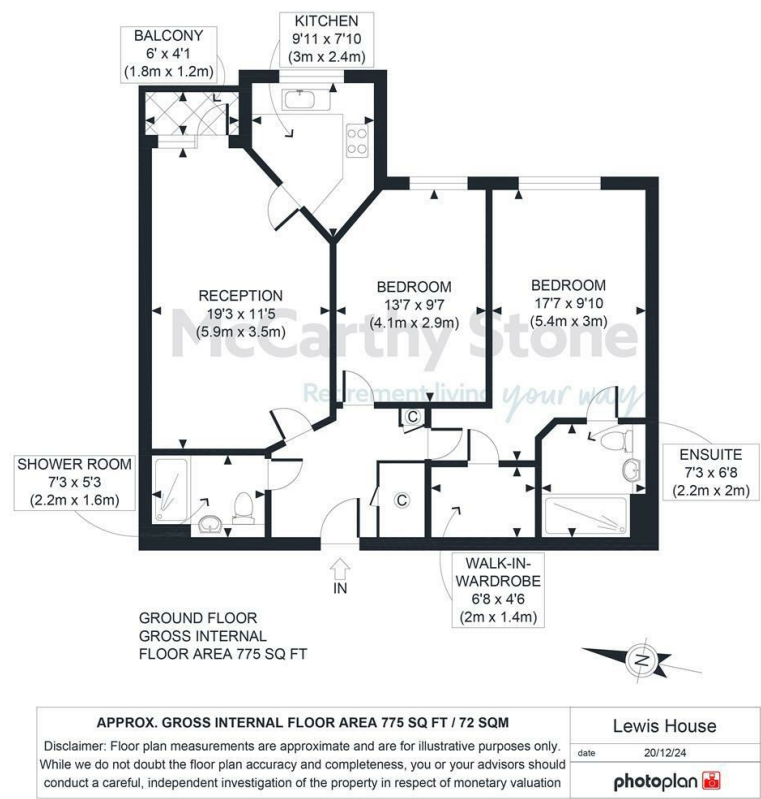 KITCHEN
9'11 x 7'10
(3m x 2.4m)
BALCONY
6' x 4'1
(1.8m x 1.2m)
RECEPTION
19'3 x 11'5
(5.9m x 3.5m)
BEDROOM
13'7 x 9'7
(4.1m x 2.9m)
BEDROOM
17'7 x 9'10
(5.4m x 3m)
McCarthy Stone
Retirement living your way
C
C
SHOWER ROOM
7'3 x 5'3
(2.2m x 1.6m)
ENSUITE
7'3 x 6'8
(2.2m x 2m)
WALK-IN-
WARDROBE
6'8 x 4'6
(2m x 1.4m)
IN
GROUND FLOOR
GROSS INTERNAL
FLOOR AREA 775 SQ FT
N
APPROX. GROSS INTERNAL FLOOR AREA 775 SQ FT / 72 SQM
Disclaimer: Floor plan measurements are approximate and are for illustrative purposes only.
While we do not doubt the floor plan accuracy and completeness, you or your advisors should
conduct a careful, independent investigation of the property in respect of monetary valuation
Lewis House
date 20/12/24
photoplan